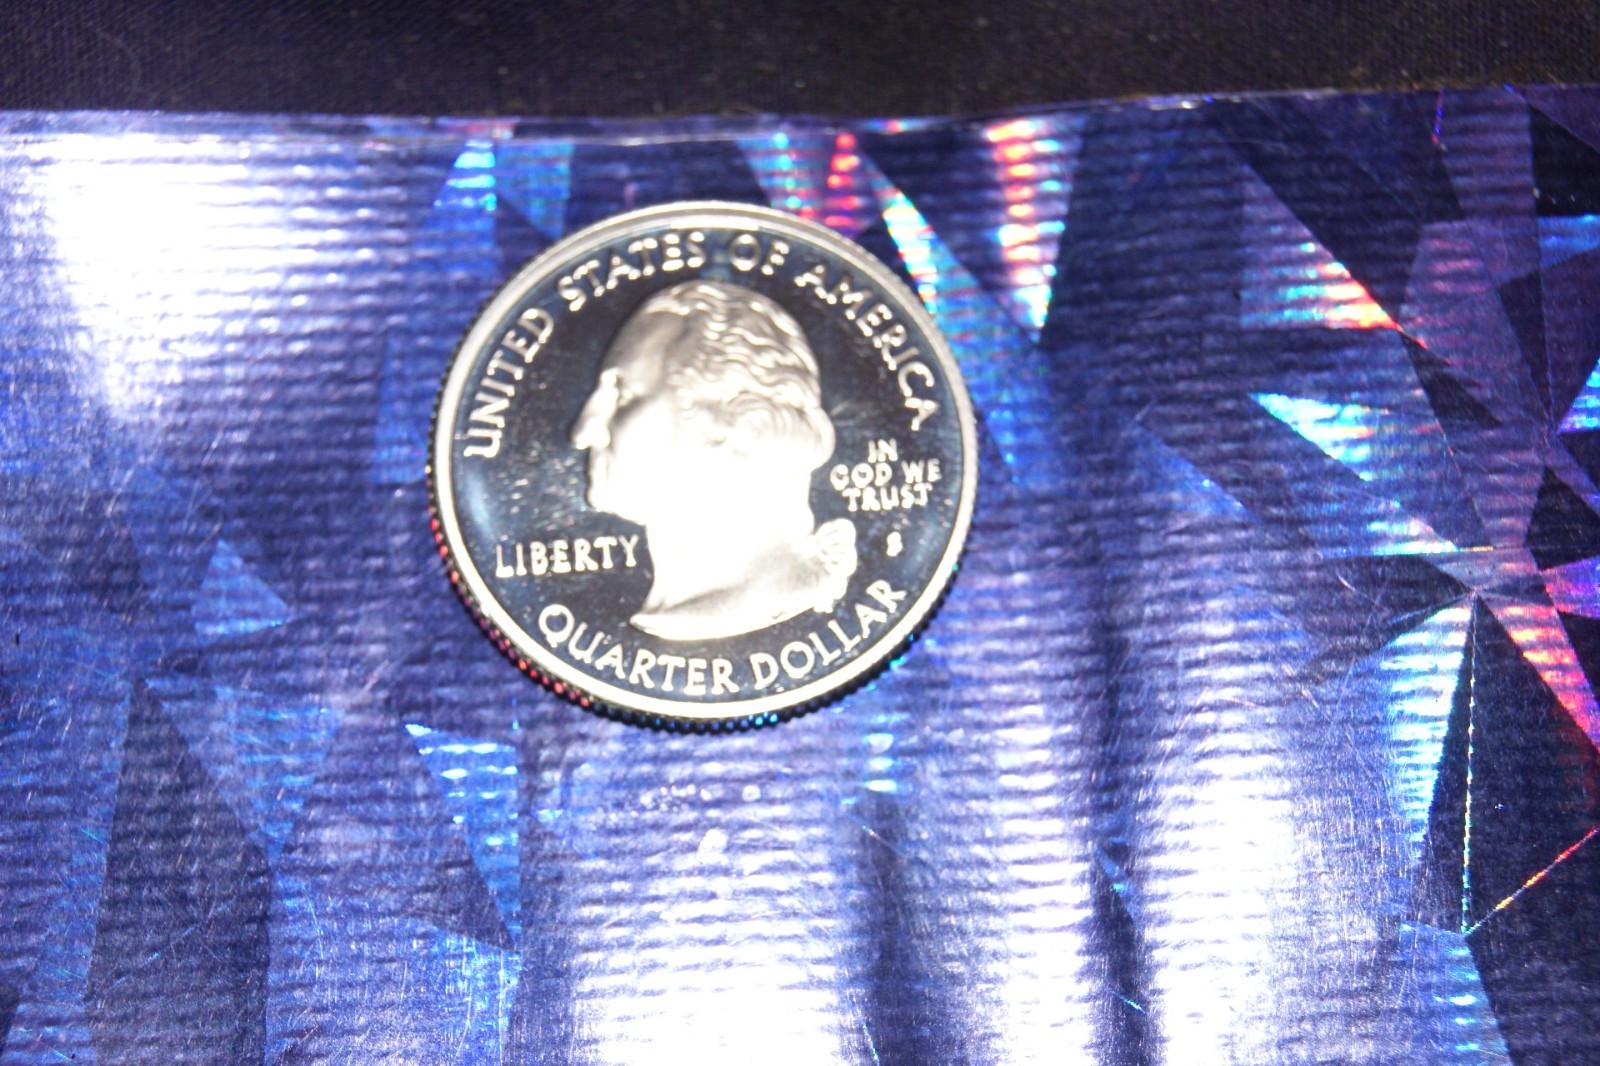 UNITED STATES OF AMERICA
LIBERTY
IN
GOD WE
TRUST
S
QUARTER DOLLAR